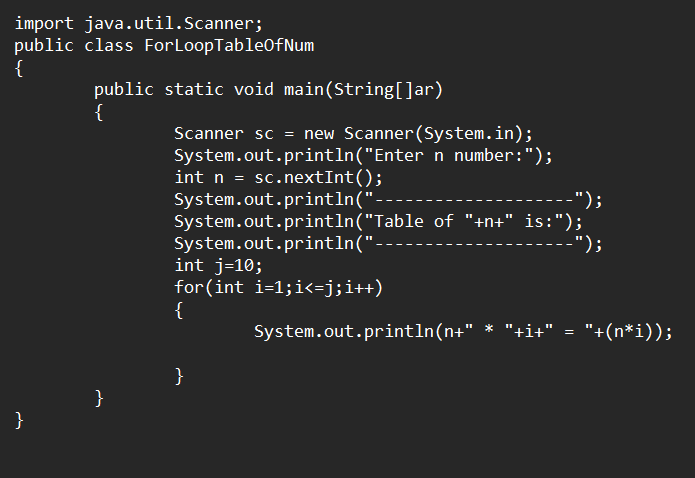 import java.util.Scanner;
public class ForLoopTableOfNum
{
        public static void main(String[]ar)
        {
                Scanner sc = new Scanner(System.in);
                System.out.println("Enter n number:");
                int n = sc.nextInt();
                System.out.println("--------------------");
                System.out.println("Table of "+n+" is:");
                System.out.println("--------------------");
                int j=10;
                for(int i=1;i<=j;i++)
                {
                        System.out.println(n+" * "+i+" = "+(n*i));

                }
        }
}